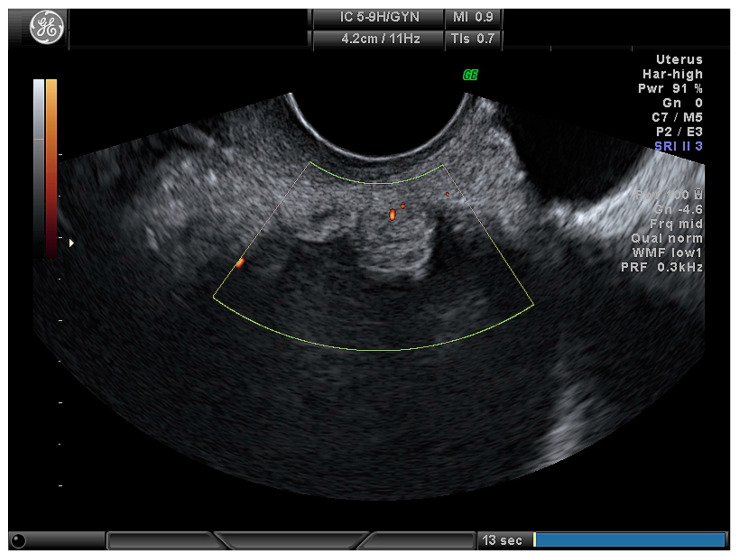 IC 5-9H/GYN MI 0.9
4.2cm / 11Hz TIs 0.7
GE
Uterus
Har-high
Pwr 91 %
Gn 0
C7 / M5
P2 / E3
SRI II 3
Gn -4.6
Frq mid
Qual norm
WMF low1
PRF 0.3kHz
13 sec